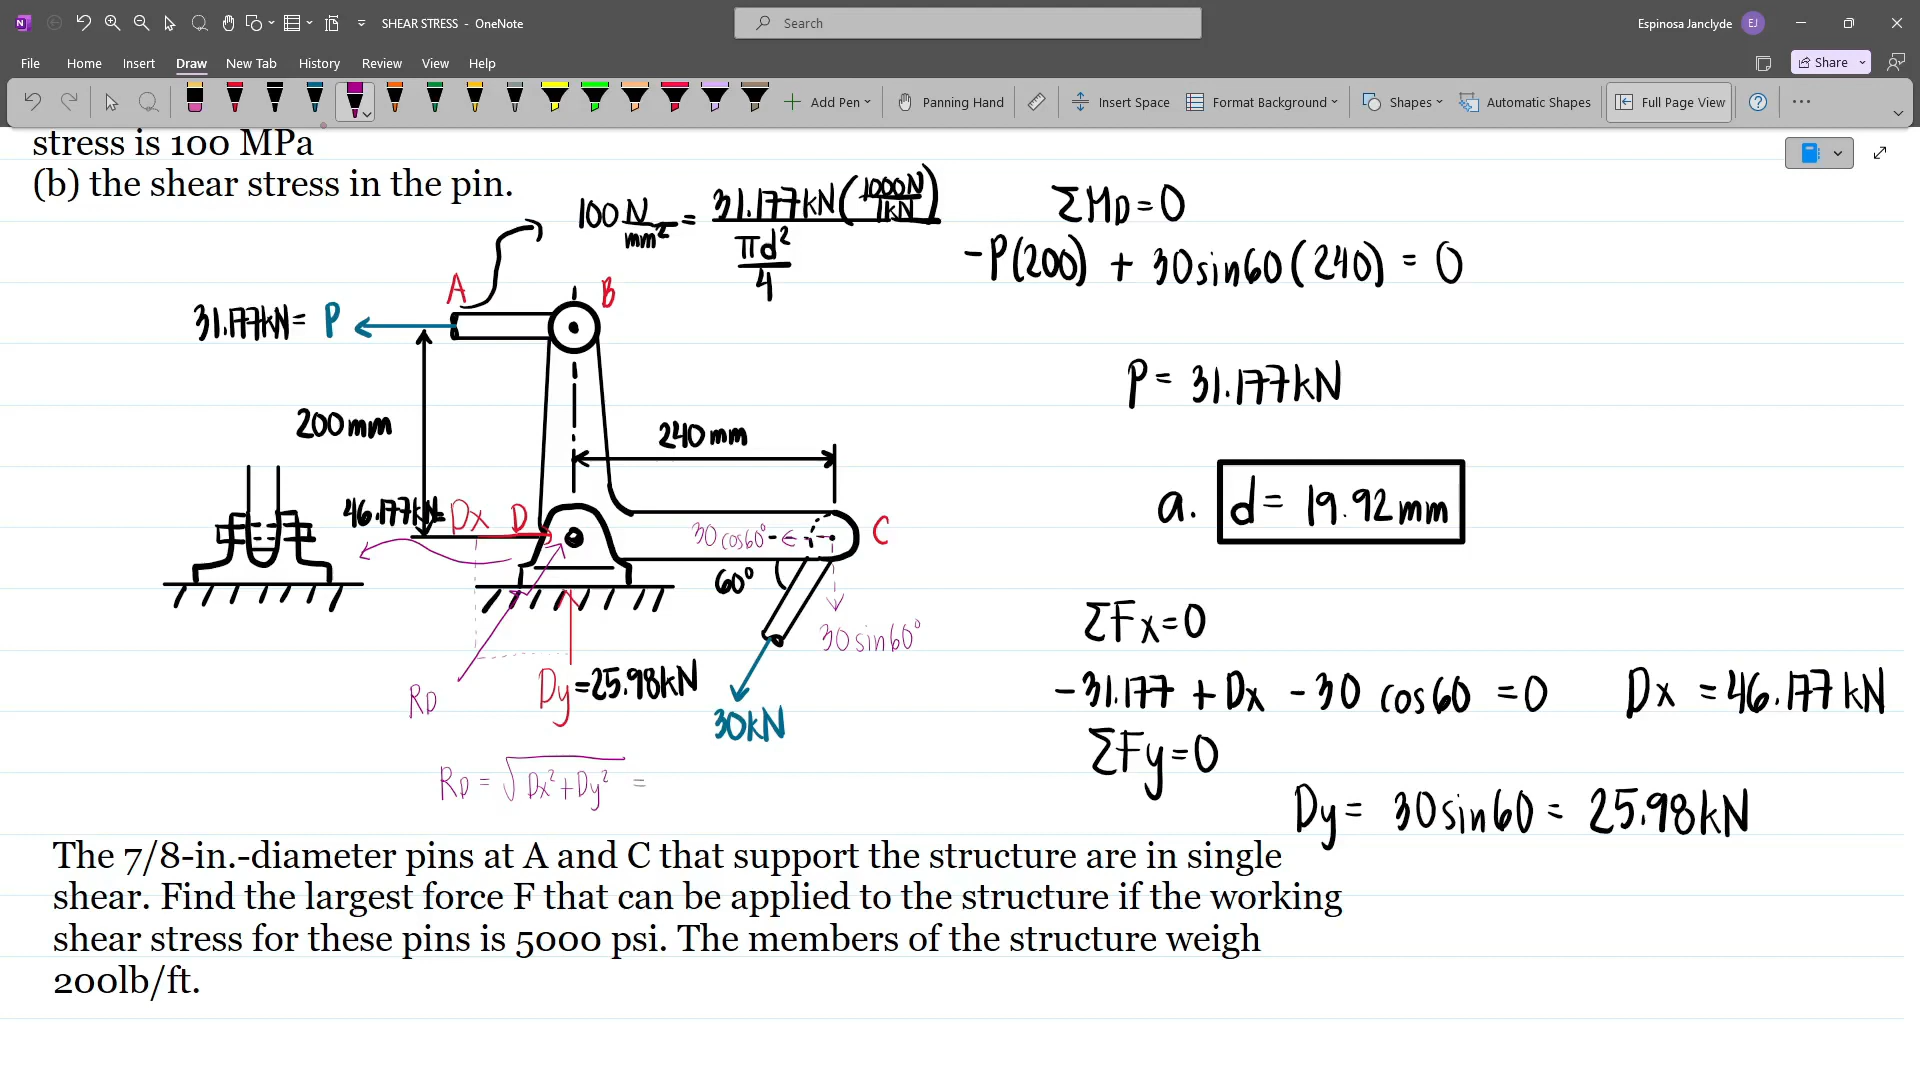 SHEAR STRESS - OneNote
Search
Espinosa Janclyde
EJ
File
Home
Insert
Draw
New Tab
History
Review
View
Help
Share
Add Pen
Panning Hand
Insert Space
Format Background
Shapes
Automatic Shapes
Full Page View
stress is 100 MPa
(b) the shear stress in the pin.
100 N/mm² = 31.177kN(1000N/1kN) / (πd²/4)
ΣMD=0
-P(200) + 30sin60(240) = 0
A
B
31.177kN= P
P= 31.177kN
200mm
240mm
a. d= 19.92mm
46.177kN= Dx
D
30cos60°
C
60°
30sin60°
ΣFx=0
-31.177 + Dx - 30 cos60 =0
Dx =46.177kN
RD
Dy=25.98kN
30kN
ΣFy=0
RD = √Dx²+Dy² =
Dy= 30sin60= 25.98kN
The 7/8-in.-diameter pins at A and C that support the structure are in single
shear. Find the largest force F that can be applied to the structure if the working
shear stress for these pins is 5000 psi. The members of the structure weigh
200lb/ft.